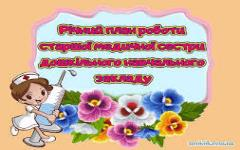 Річний план роботи
старшої медичної сестри
дошкільного навчального
закладу